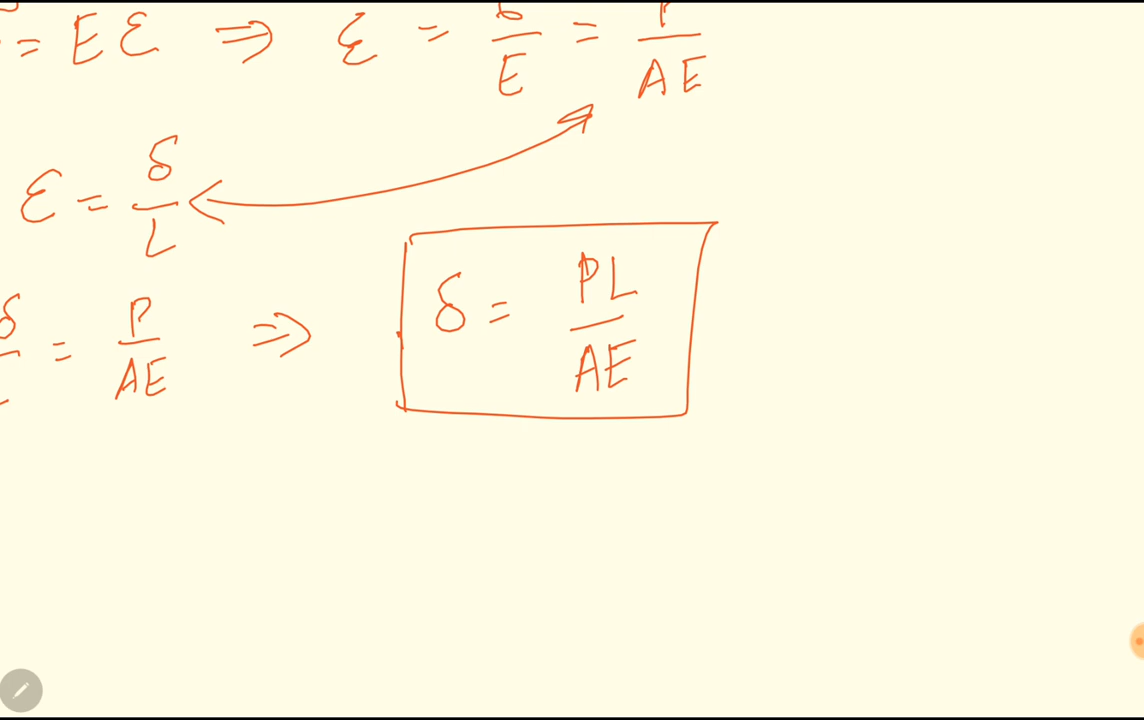 = Eε ⇒ ε = σ/E = P/AE
ε = δ/L
δ/L = P/AE ⇒ δ = PL/AE